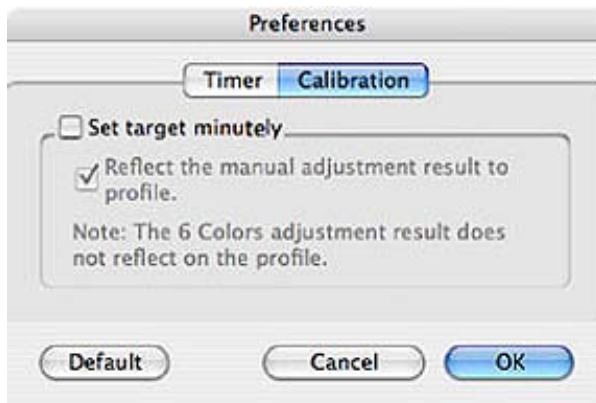 Preferences
Timer Calibration
Set target minutely
Reflect the manual adjustment result to
profile.
Note: The 6 Colors adjustment result does
not reflect on the profile.
Default Cancel OK